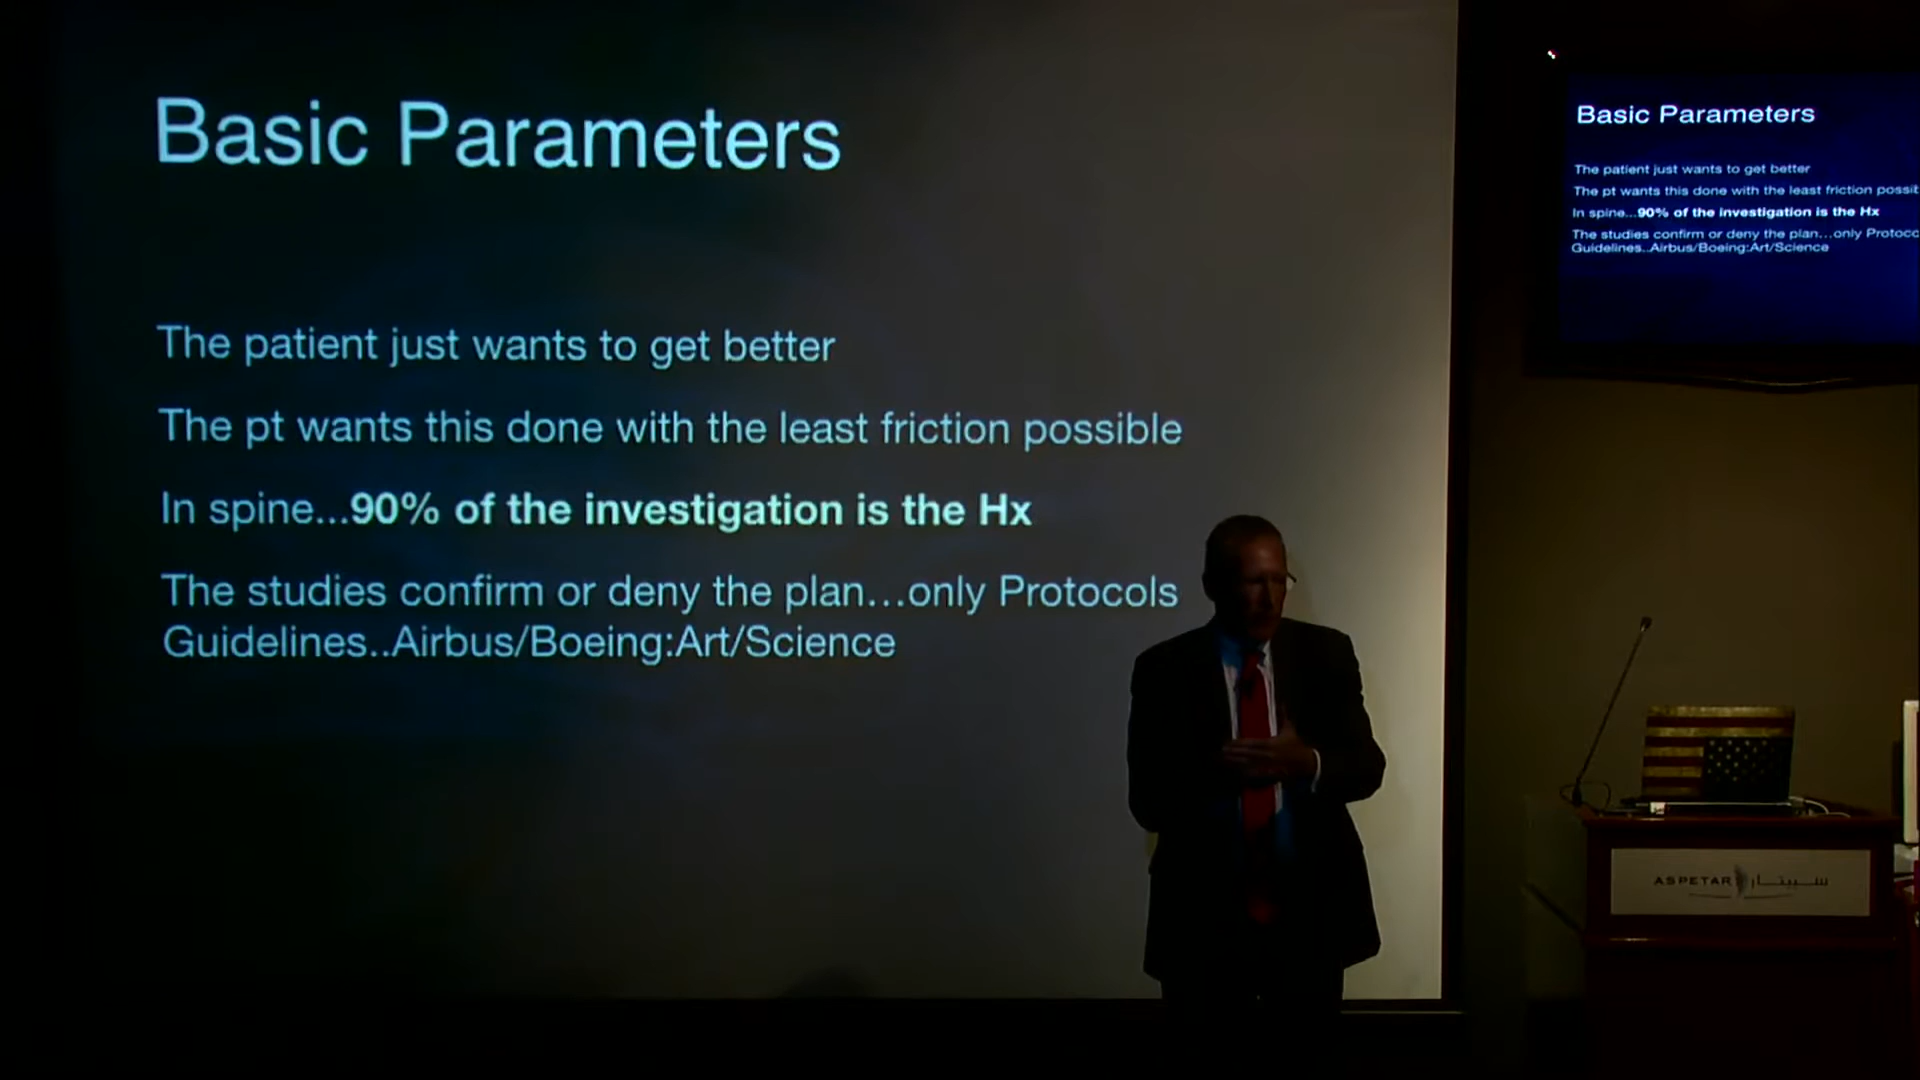 Basic Parameters
The patient just wants to get better
The pt wants this done with the least friction possible
In spine...90% of the investigation is the Hx
The studies confirm or deny the plan...only Protocols
Guidelines..Airbus/Boeing:Art/Science
Basic Parameters
The patient just wants to get better
The pt wants this done with the least friction possit
In spine...90% of the investigation is the Hx
The studies confirm or deny the plan...only Protocc
Guidelines..Airbus/Boeing:Art/Science
ASPETAR سبيتار